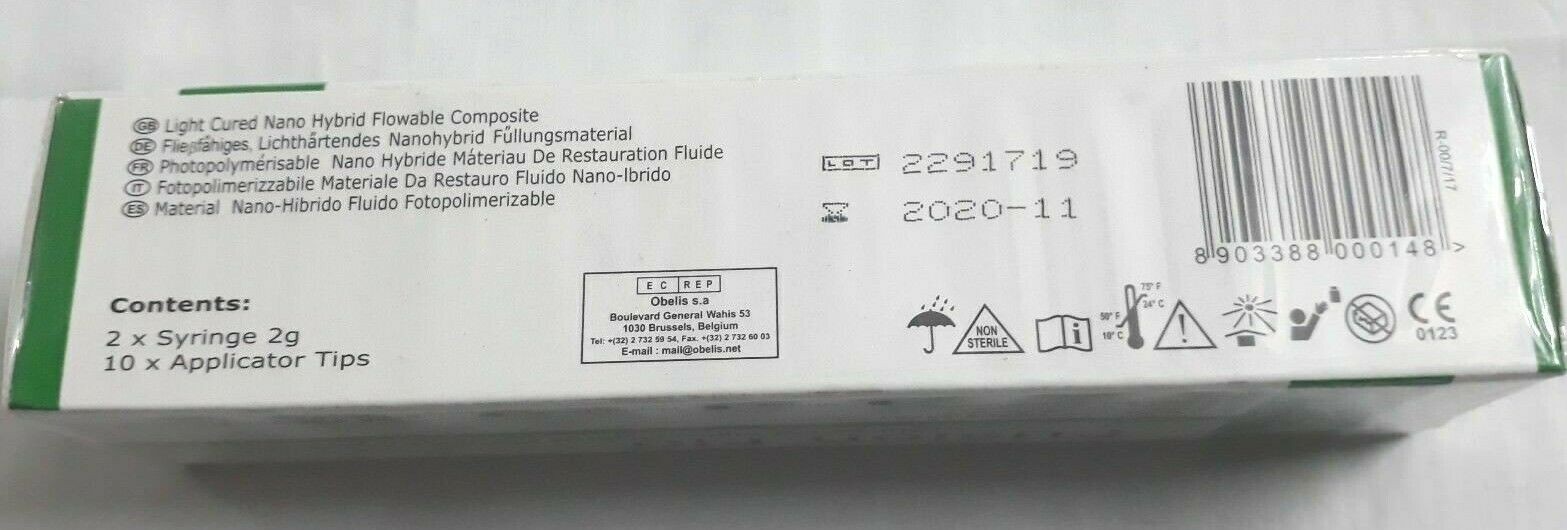 GB Light Cured Nano Hybrid Flowable Composite
DE Fließfähiges, Lichthårtendes Nanohybrid Fűllungsmaterial
FR Photopolymérisable Nano Hybride Máteriau De Restauration Fluide
IT Fotopolimerizzabile Materiale Da Restauro Fluido Nano-Ibrido
ES Material Nano-Hibrido Fluido Fotopolimerizable
Contents:
2 x Syringe 2g
10 x Applicator Tips
EC REP
Obelis s.a
Boulevard General Wahis 53
1030 Brussels, Belgium
Tel: +(32) 2 732 59 54, Fax. +(32) 2 732 60 03
E-mail : mail@obelis.net
LOT 2291719
2020-11
R-00/7/17
8 903388 000148 >
NON
STERILE
i
75° F
24° C
50° F
10° C
!
CE
0123